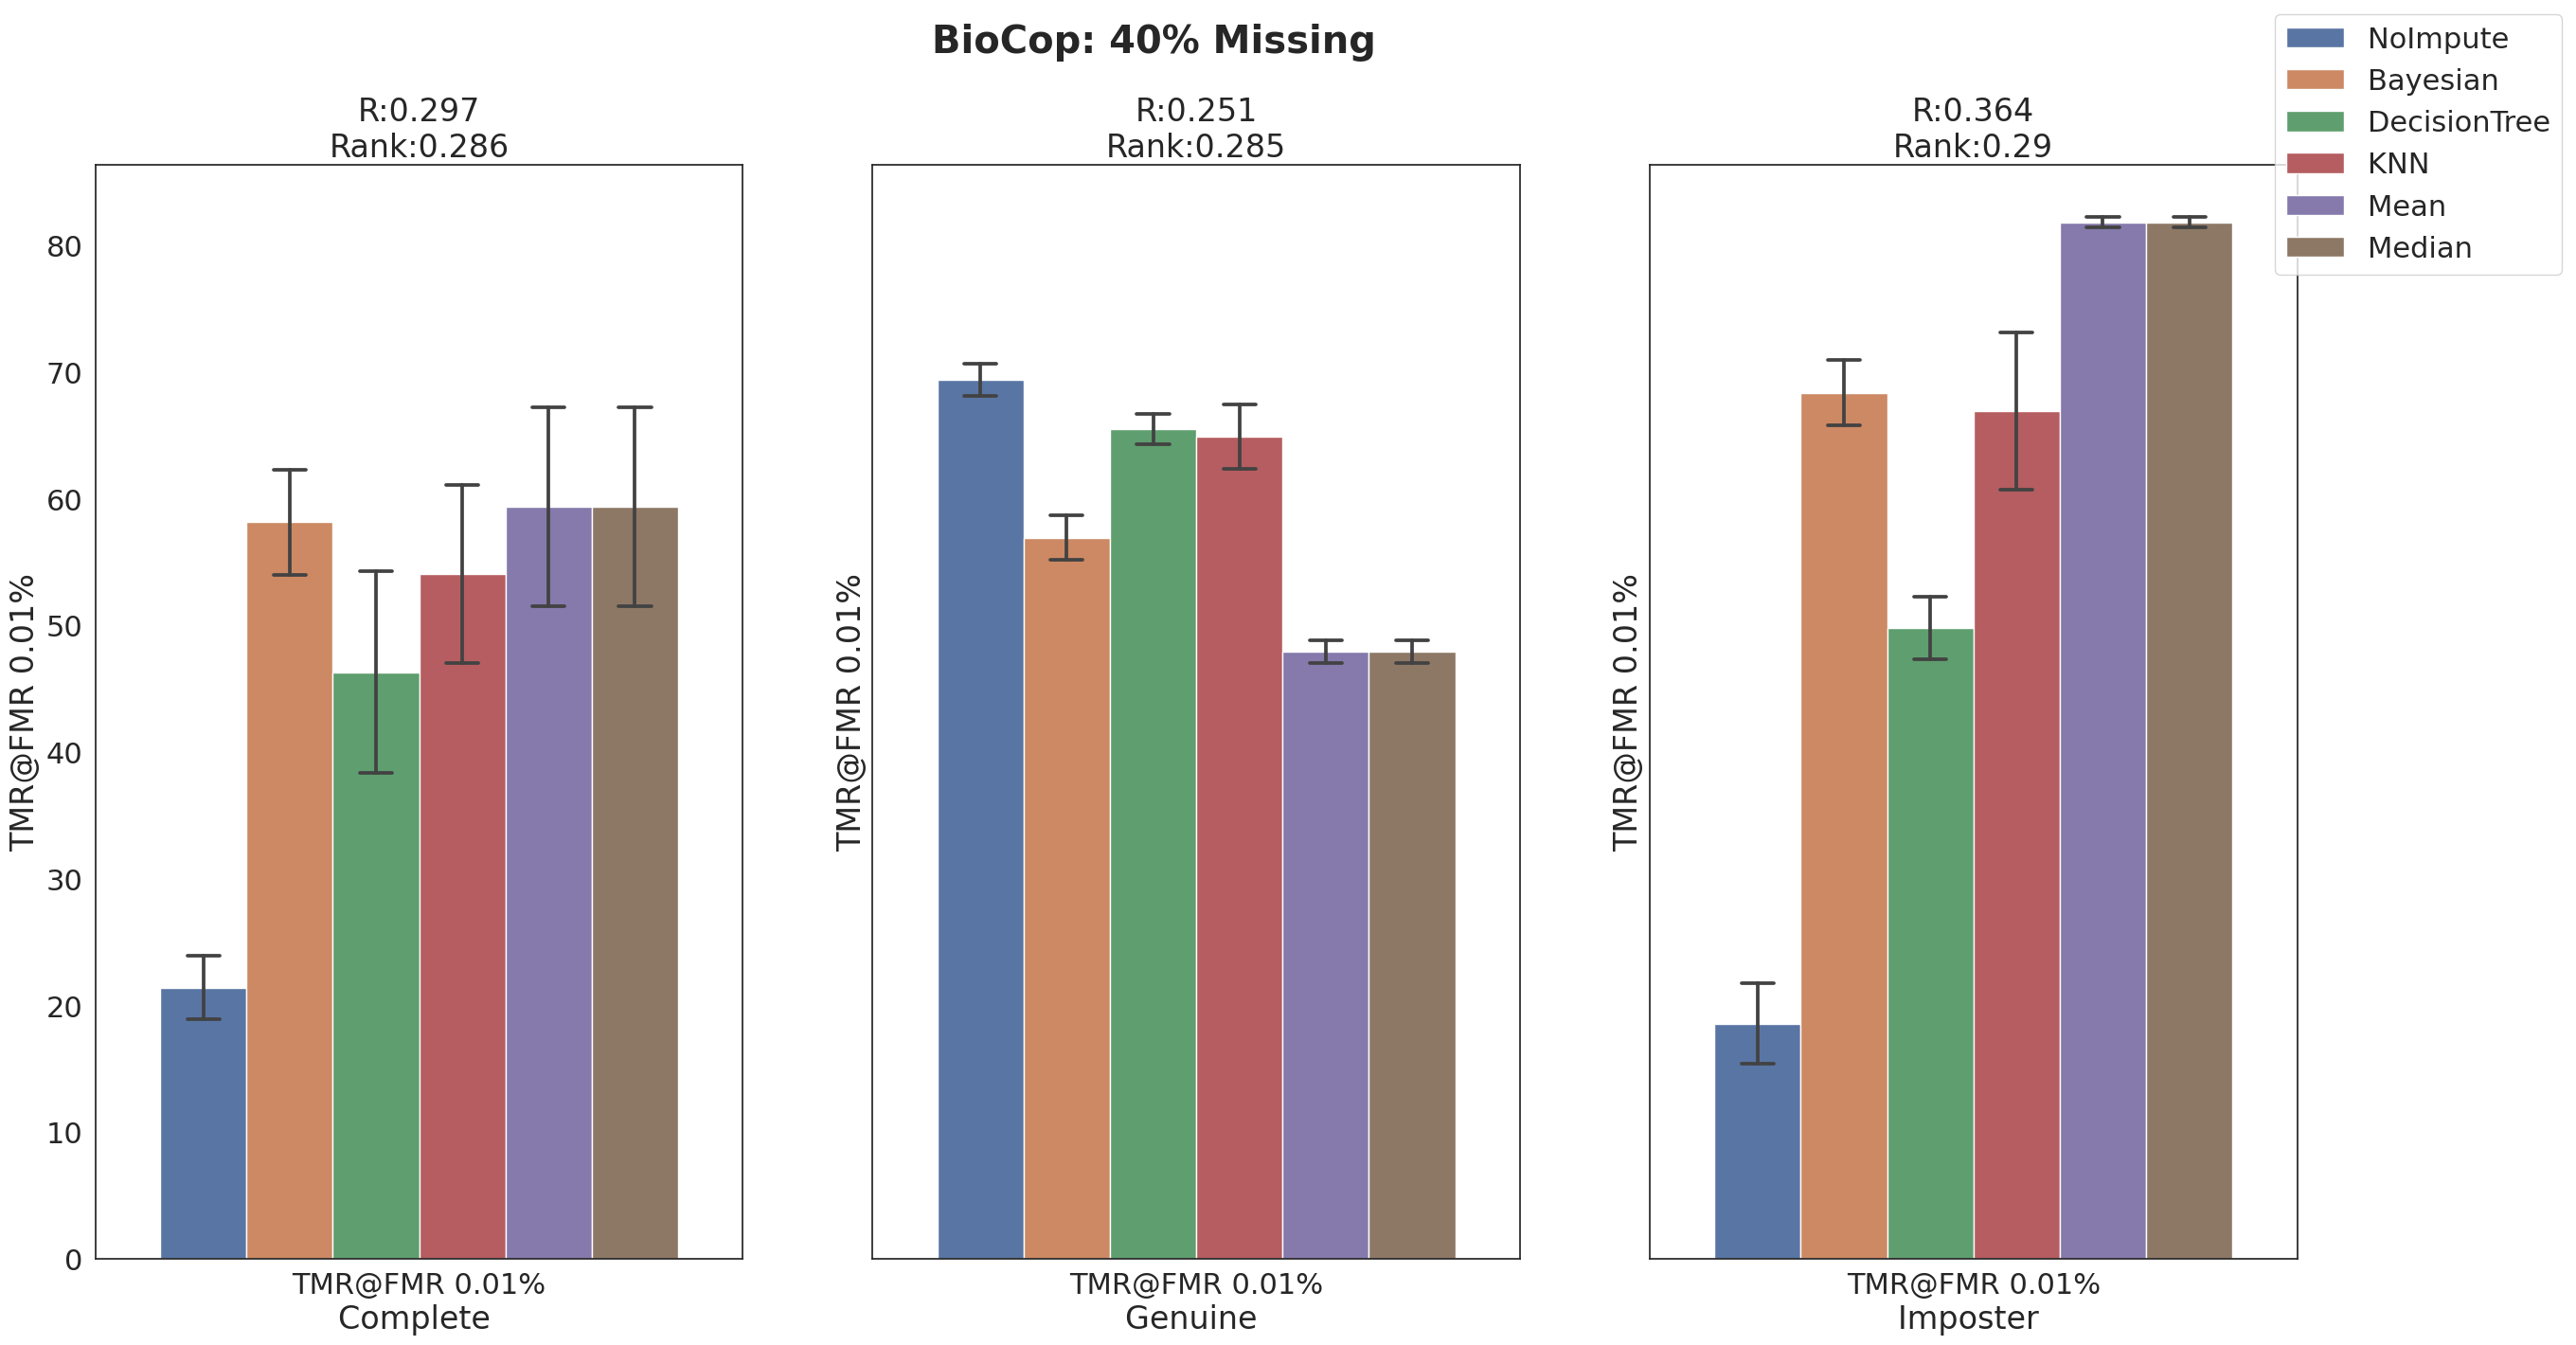 BioCop: 40% Missing
NoImpute
Bayesian
DecisionTree
KNN
Mean
Median
R:0.297
Rank:0.286
R:0.251
Rank:0.285
R:0.364
Rank:0.29
TMR@FMR 0.01%
80
70
60
50
40
30
20
10
0
TMR@FMR 0.01%
Complete
TMR@FMR 0.01%
TMR@FMR 0.01%
Genuine
TMR@FMR 0.01%
TMR@FMR 0.01%
Imposter